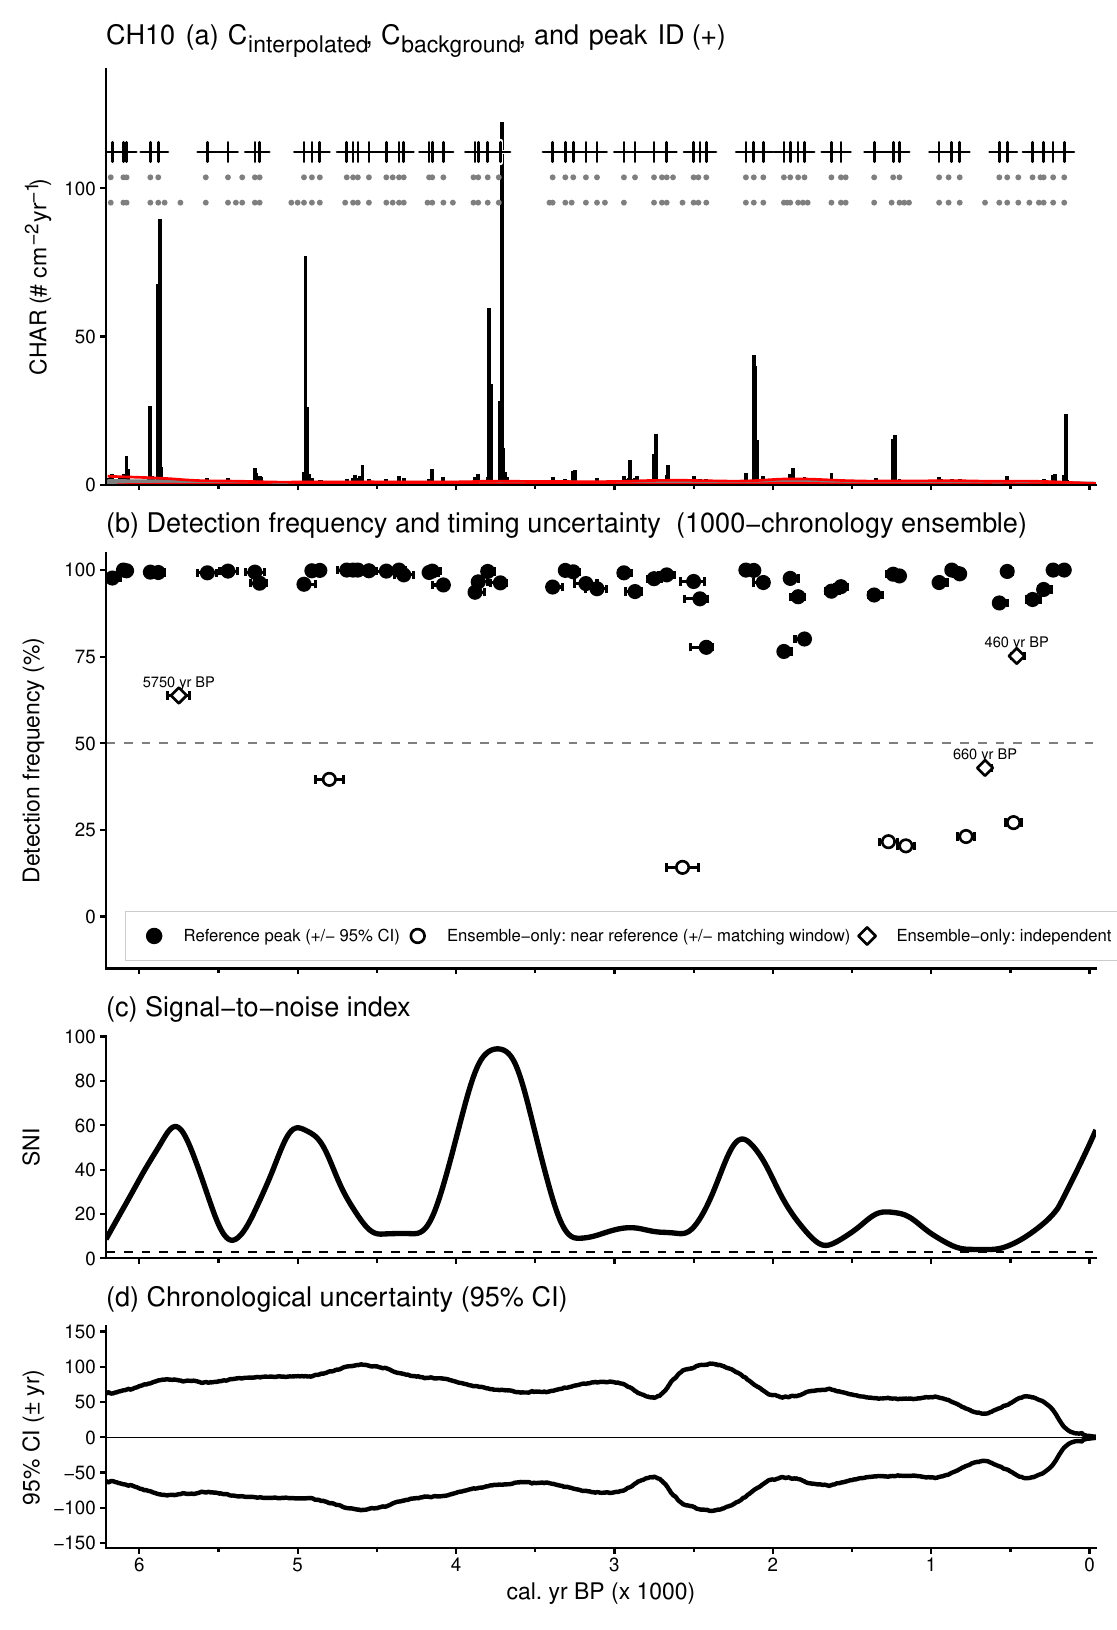 CH10 (a) Cinterpolated, Cbackground, and peak ID (+)
CHAR (# cm−2yr−1)
100
50
0
(b) Detection frequency and timing uncertainty (1000−chronology ensemble)
Detection frequency (%)
100
75
50
25
0
5750 yr BP
460 yr BP
660 yr BP
Reference peak (+/− 95% CI)
Ensemble−only: near reference (+/− matching window)
Ensemble−only: independent
(c) Signal−to−noise index
SNI
100
80
60
40
20
0
(d) Chronological uncertainty (95% CI)
95% CI (± yr)
150
100
50
0
−50
−100
−150
6 5 4 3 2 1 0
cal. yr BP (x 1000)